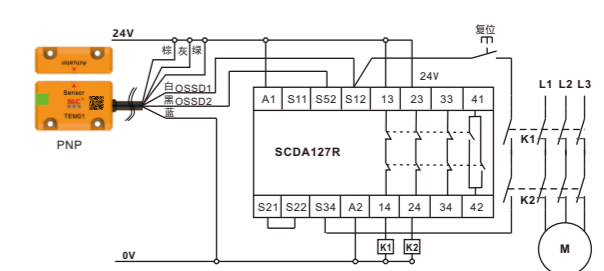 24V
复位
棕 灰 绿
Actuator
Sensor
SLC
TEM01
PNP
白 OSSD1
黑 OSSD2
蓝
24V
L1 L2 L3
A1 S11 S52 S12 13 23 33 41
SCDA127R
K1
K2
S21 S22 S34 A2 14 24 34 42
K1 K2
M
0V